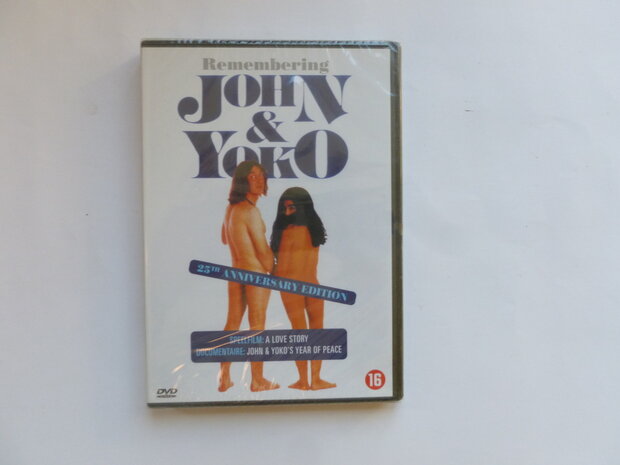 Remembering
JOHN
&
YOKO
25TH ANNIVERSARY EDITION
SPEELFILM: A LOVE STORY
DOCUMENTAIRE: JOHN & YOKO'S YEAR OF PEACE
DVD
16